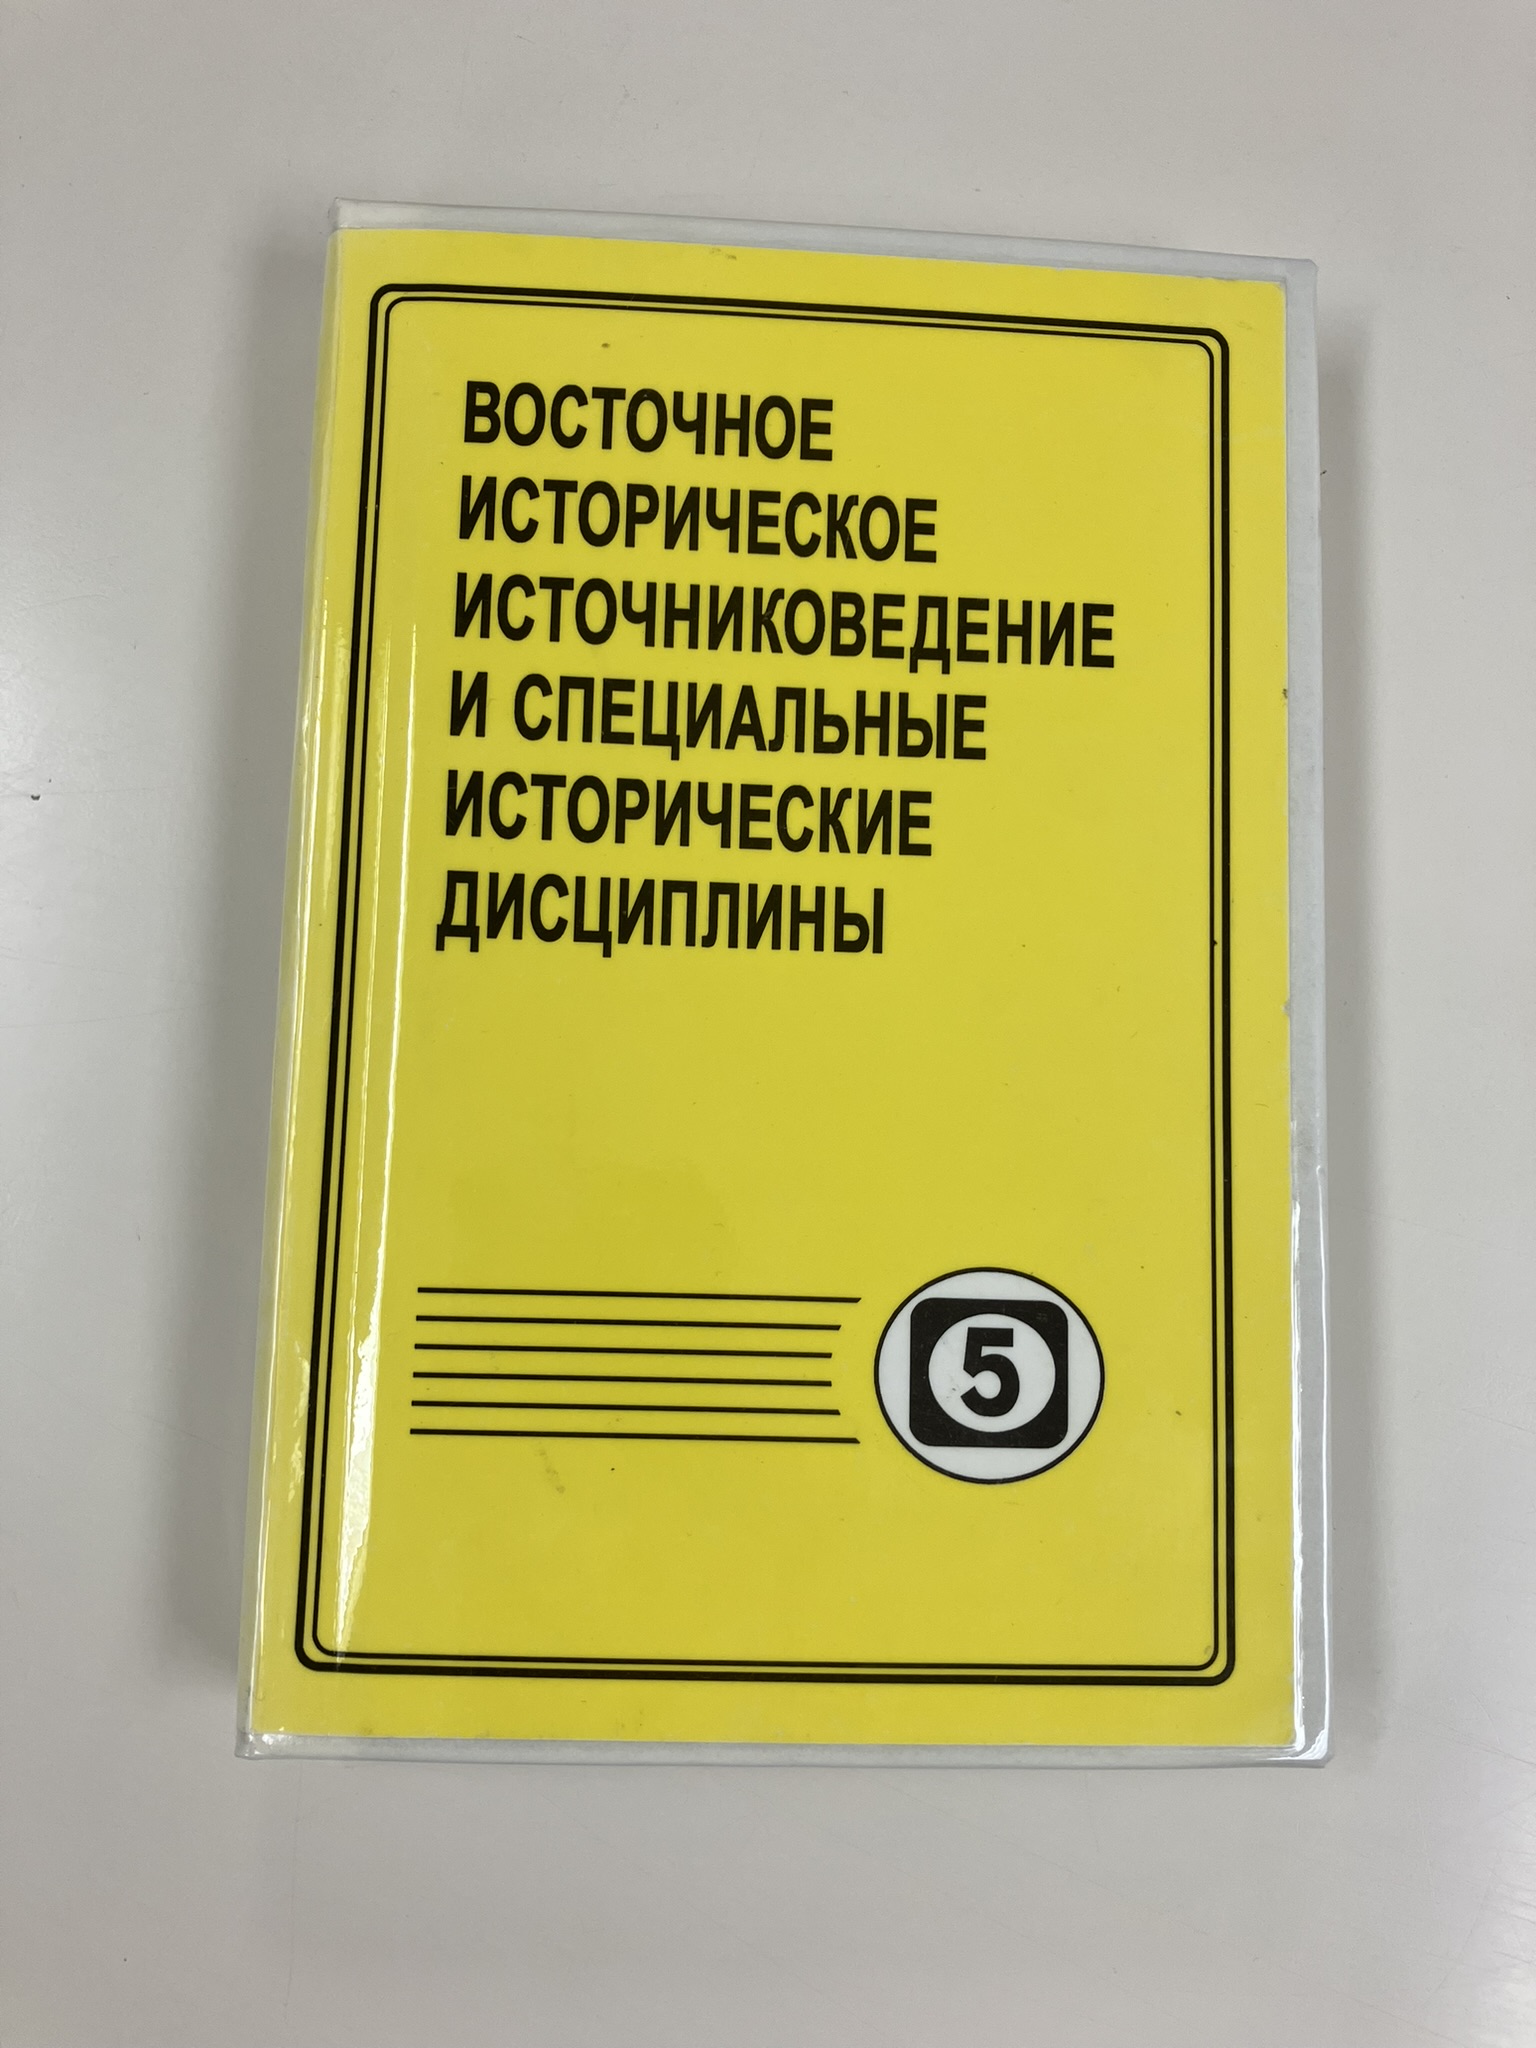 ВОСТОЧНОЕ
ИСТОРИЧЕСКОЕ
ИСТОЧНИКОВЕДЕНИЕ
И СПЕЦИАЛЬНЫЕ
ИСТОРИЧЕСКИЕ
ДИСЦИПЛИНЫ
5